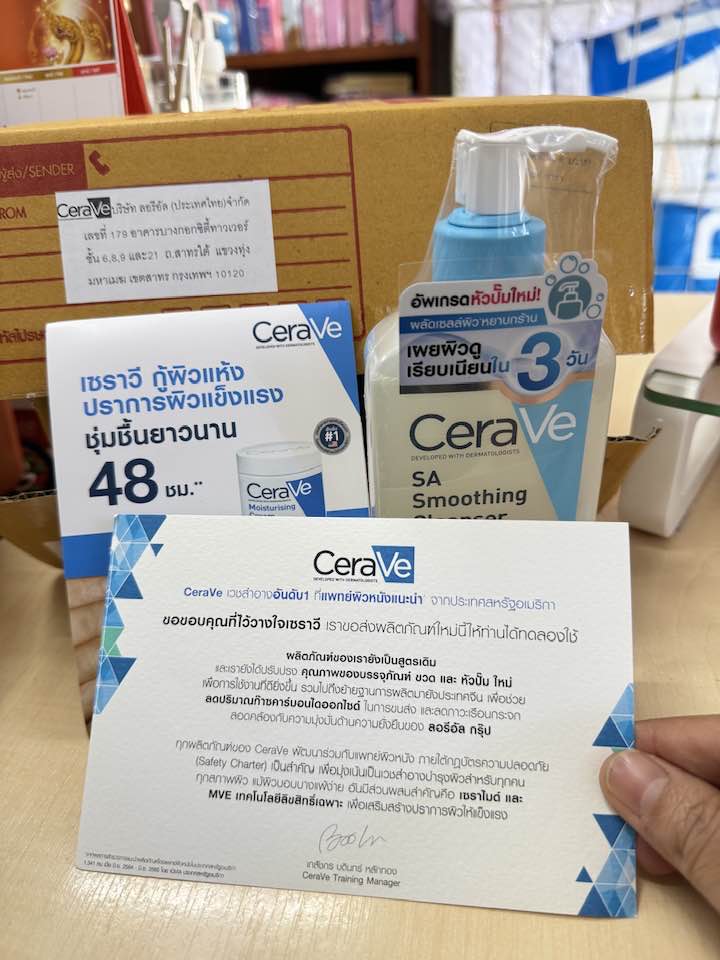 ผู้ส่ง/SENDER
ROM
CeraVe บริษัท ลอรีอัล (ประเทศไทย)จำกัด
เลขที่ 179 อาคารบางกอกซิตี้ทาวเวอร์
ชั้น 6,8,9 และ21 ถ.สาทรใต้ แขวงทุ่ง
มหาเมฆ เขตสาทร กรุงเทพฯ 10120
CeraVe
DEVELOPED WITH DERMATOLOGISTS
เซราวี กู้ผิวแห้ง
ปราการผิวแข็งแรง
ชุ่มชื้นยาวนาน
48 ชม.**
#1
CeraVe
Moisturising
อัพเกรดหัวปั๊มใหม่!
ผลัดเซลล์ผิวหยาบกร้าน
เผยผิวดู
เรียบเนียนใน 3 วัน
CeraVe
DEVELOPED WITH DERMATOLOGISTS
SA
Smoothing
Cleanser
CeraVe
DEVELOPED WITH DERMATOLOGISTS
CeraVe เวชสำอางอันดับ1 ที่แพทย์ผิวหนังแนะนำ* จากประเทศสหรัฐอเมริกา
ขอขอบคุณที่ไว้วางใจเซราวี เราขอส่งผลิตภัณฑ์ใหม่นี้ให้ท่านได้ทดลองใช้
ผลิตภัณฑ์ของเรายังเป็นสูตรเดิม
และเรายังได้ปรับปรุง คุณภาพของบรรจุภัณฑ์ ขวด และ หัวปั๊ม ใหม่
เพื่อการใช้งานที่ดียิ่งขึ้น รวมไปถึงย้ายฐานการผลิตมายังประเทศจีน เพื่อช่วย
ลดปริมาณก๊าซคาร์บอนไดออกไซด์ ในการขนส่ง และลดภาวะเรือนกระจก
สอดคล้องกับความมุ่งมั่นด้านความยั่งยืนของ ลอรีอัล กรุ๊ป
ทุกผลิตภัณฑ์ของ CeraVe พัฒนาร่วมกับแพทย์ผิวหนัง ภายใต้กฎบัตรความปลอดภัย
(Safety Charter) เป็นสำคัญ เพื่อมุ่งเน้นเป็นเวชสำอางบำรุงผิวสำหรับทุกคน
ทุกสภาพผิว แม้ผิวบอบบางแพ้ง่าย อันมีส่วนผสมสำคัญคือ เซราไมด์ และ
MVE เทคโนโลยีลิขสิทธิ์เฉพาะ เพื่อเสริมสร้างปราการผิวให้แข็งแรง
เภสัชกร บดินทร์ หลักทอง
CeraVe Training Manager